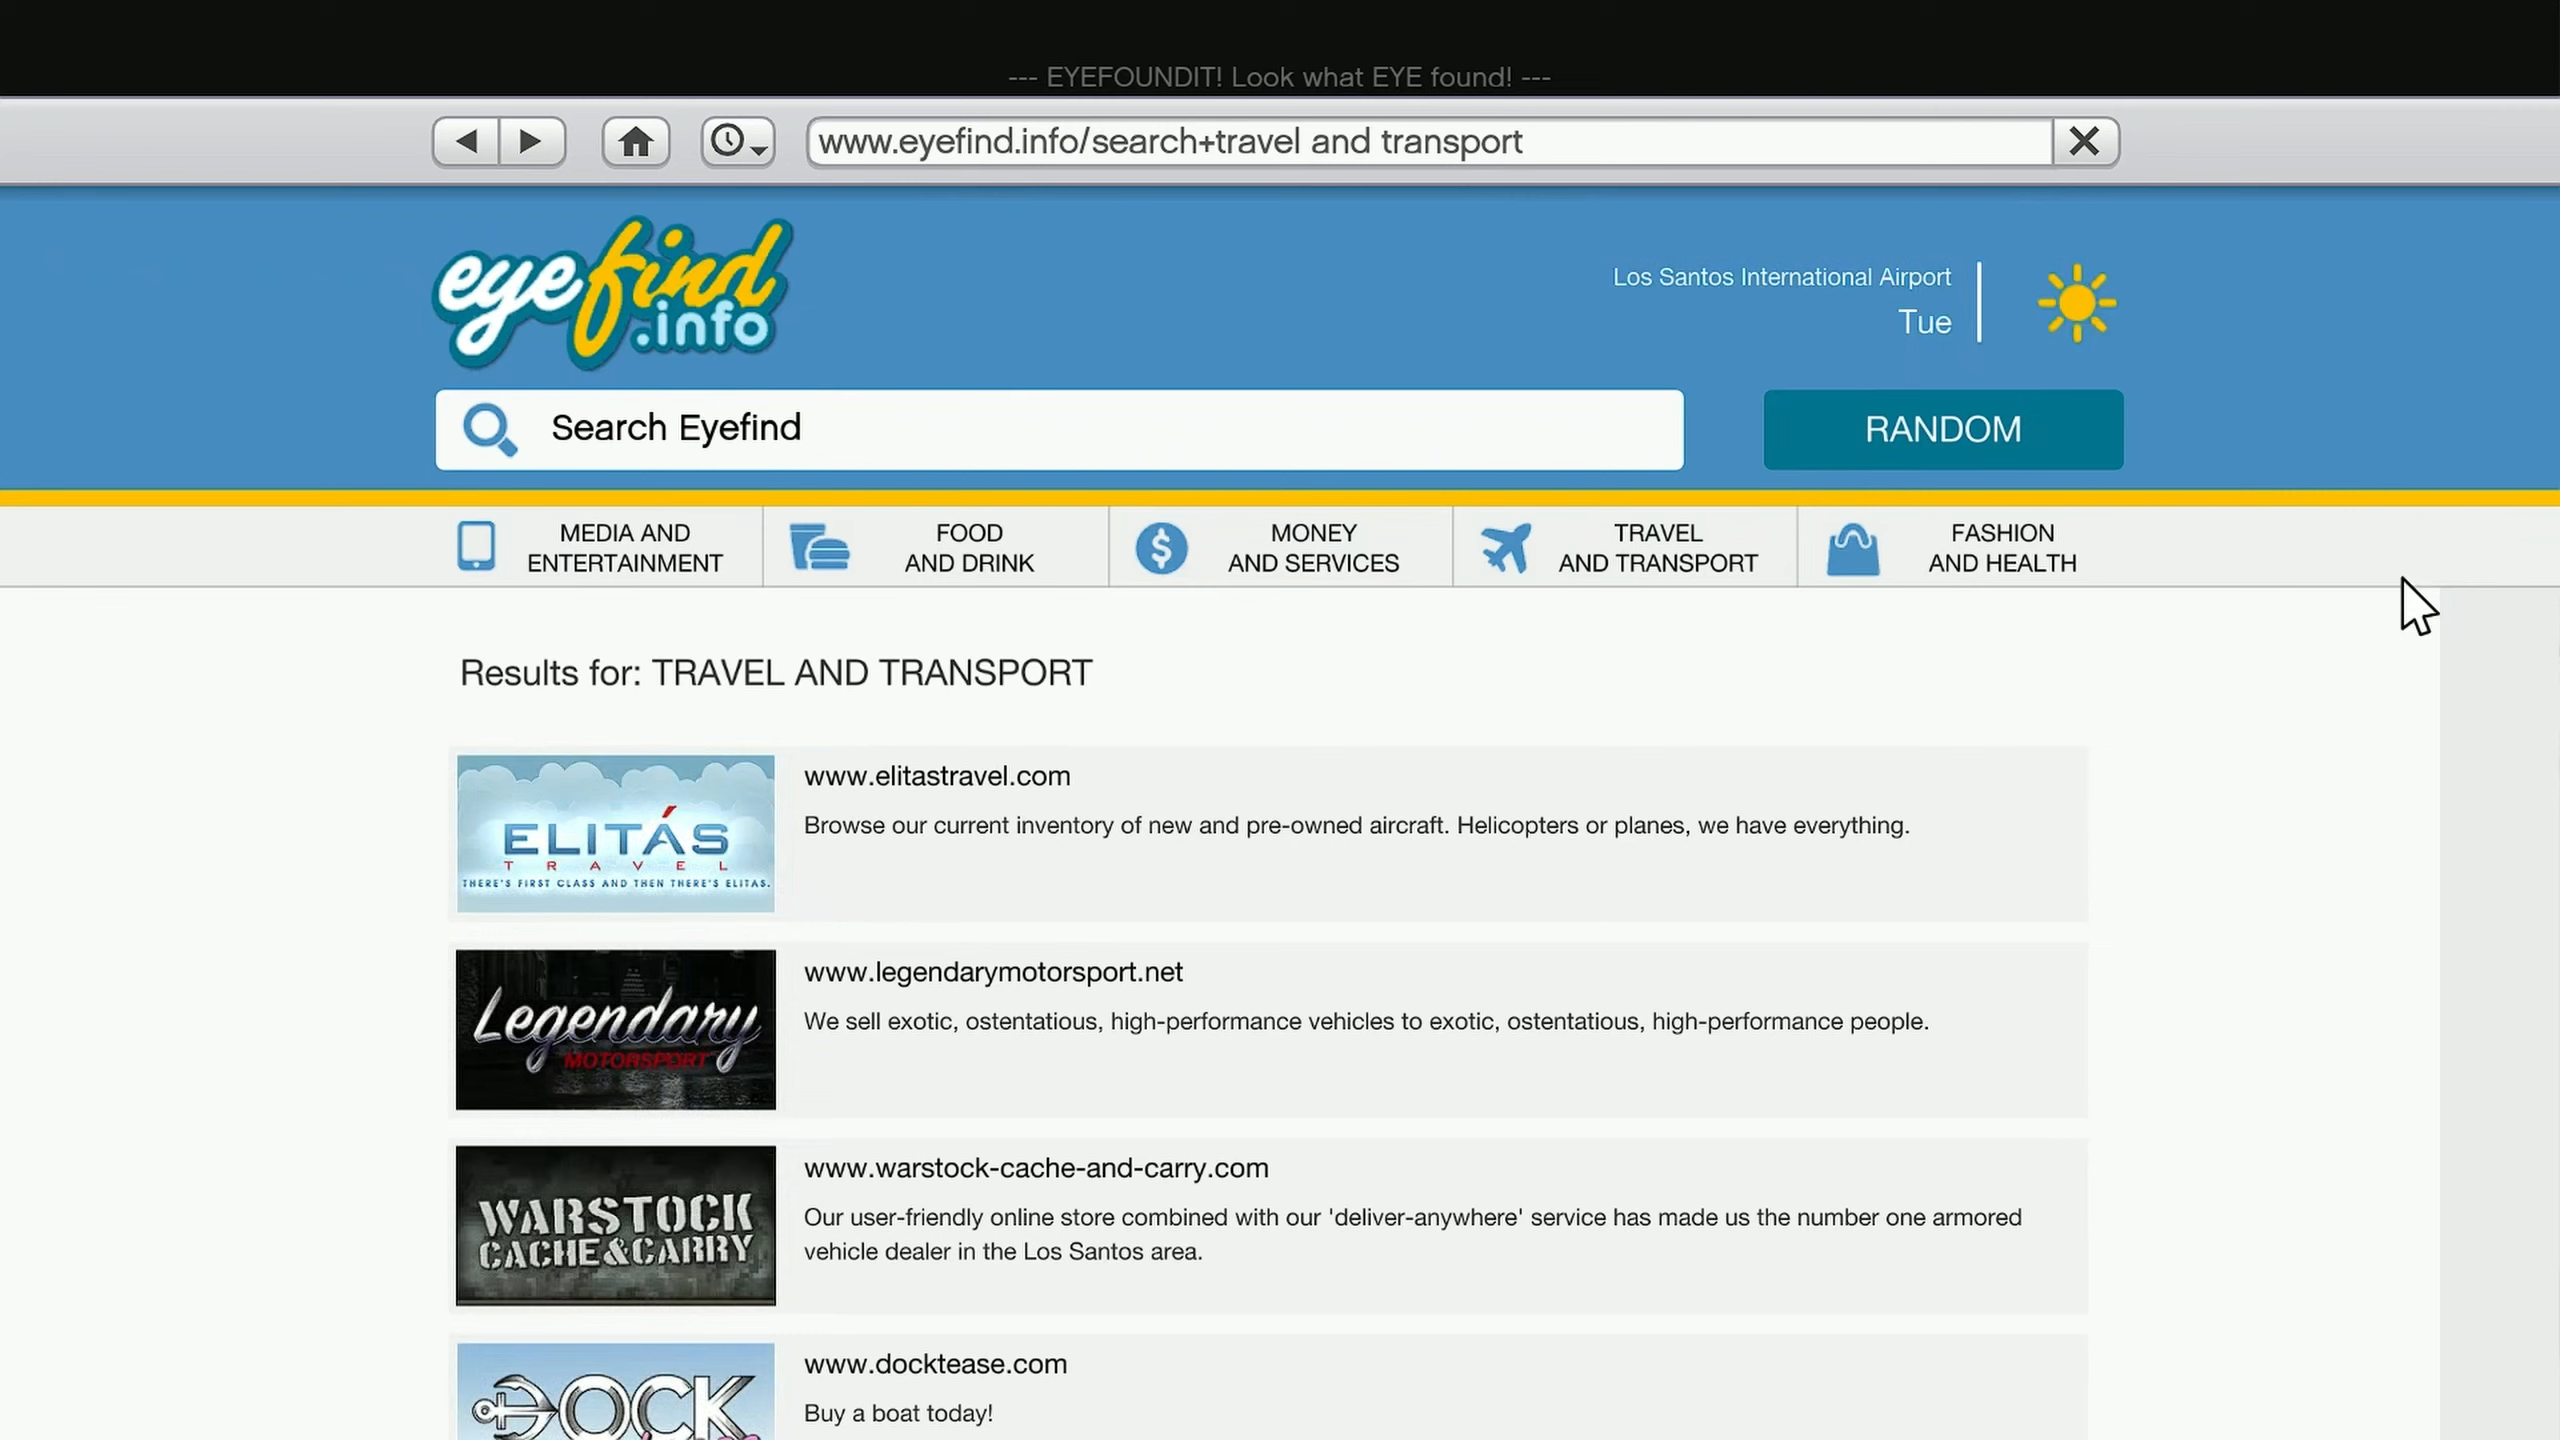 --- EYEFOUNDIT! Look what EYE found! ---
www.eyefind.info/search+travel and transport
eyefind
.info
Los Santos International Airport
Tue
Search Eyefind
RANDOM
MEDIA AND
ENTERTAINMENT
FOOD
AND DRINK
MONEY
AND SERVICES
TRAVEL
AND TRANSPORT
FASHION
AND HEALTH
Results for: TRAVEL AND TRANSPORT
ELITÁS
TRAVEL
THERE'S FIRST CLASS AND THEN THERE'S ELITAS.
www.elitastravel.com
Browse our current inventory of new and pre-owned aircraft. Helicopters or planes, we have everything.
Legendary
MOTORSPORT
www.legendarymotorsport.net
We sell exotic, ostentatious, high-performance vehicles to exotic, ostentatious, high-performance people.
WARSTOCK
CACHE&CARRY
www.warstock-cache-and-carry.com
Our user-friendly online store combined with our 'deliver-anywhere' service has made us the number one armored
vehicle dealer in the Los Santos area.
DOCK
www.docktease.com
Buy a boat today!